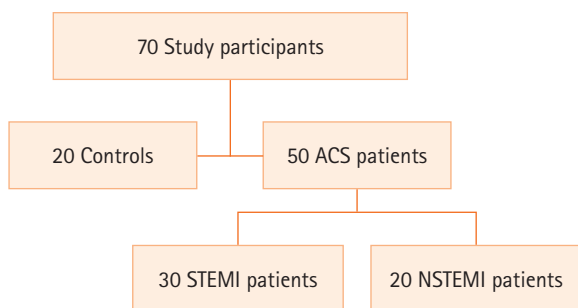 70 Study participants
20 Controls
50 ACS patients
30 STEMI patients
20 NSTEMI patients